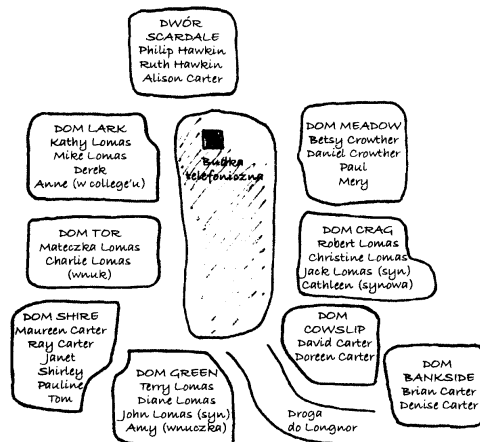 DWÓR
SCARDALE
Philip Hawkin
Ruth Hawkin
Alison Carter
DOM LARK
Kathy Lomas
Mike Lomas
Derek
Anne (w college'u)
Budka
telefoniczna
DOM MEADOW
Betsy Crowther
Daniel Crowther
Paul
Mery
DOM TOR
Mateczka Lomas
Charlie Lomas
(wnuk)
DOM CRAG
Robert Lomas
Christine Lomas
Jack Lomas (syn)
Cathleen (synowa)
DOM SHIRE
Maureen Carter
Ray Carter
Janet
Shirley
Pauline
Tom
DOM GREEN
Terry Lomas
Diane Lomas
John Lomas (syn)
Amy (wnuczka)
DOM
COWSLIP
David Carter
Doreen Carter
DOM
BANKSIDE
Brian Carter
Denise Carter
Droga
do Longnor